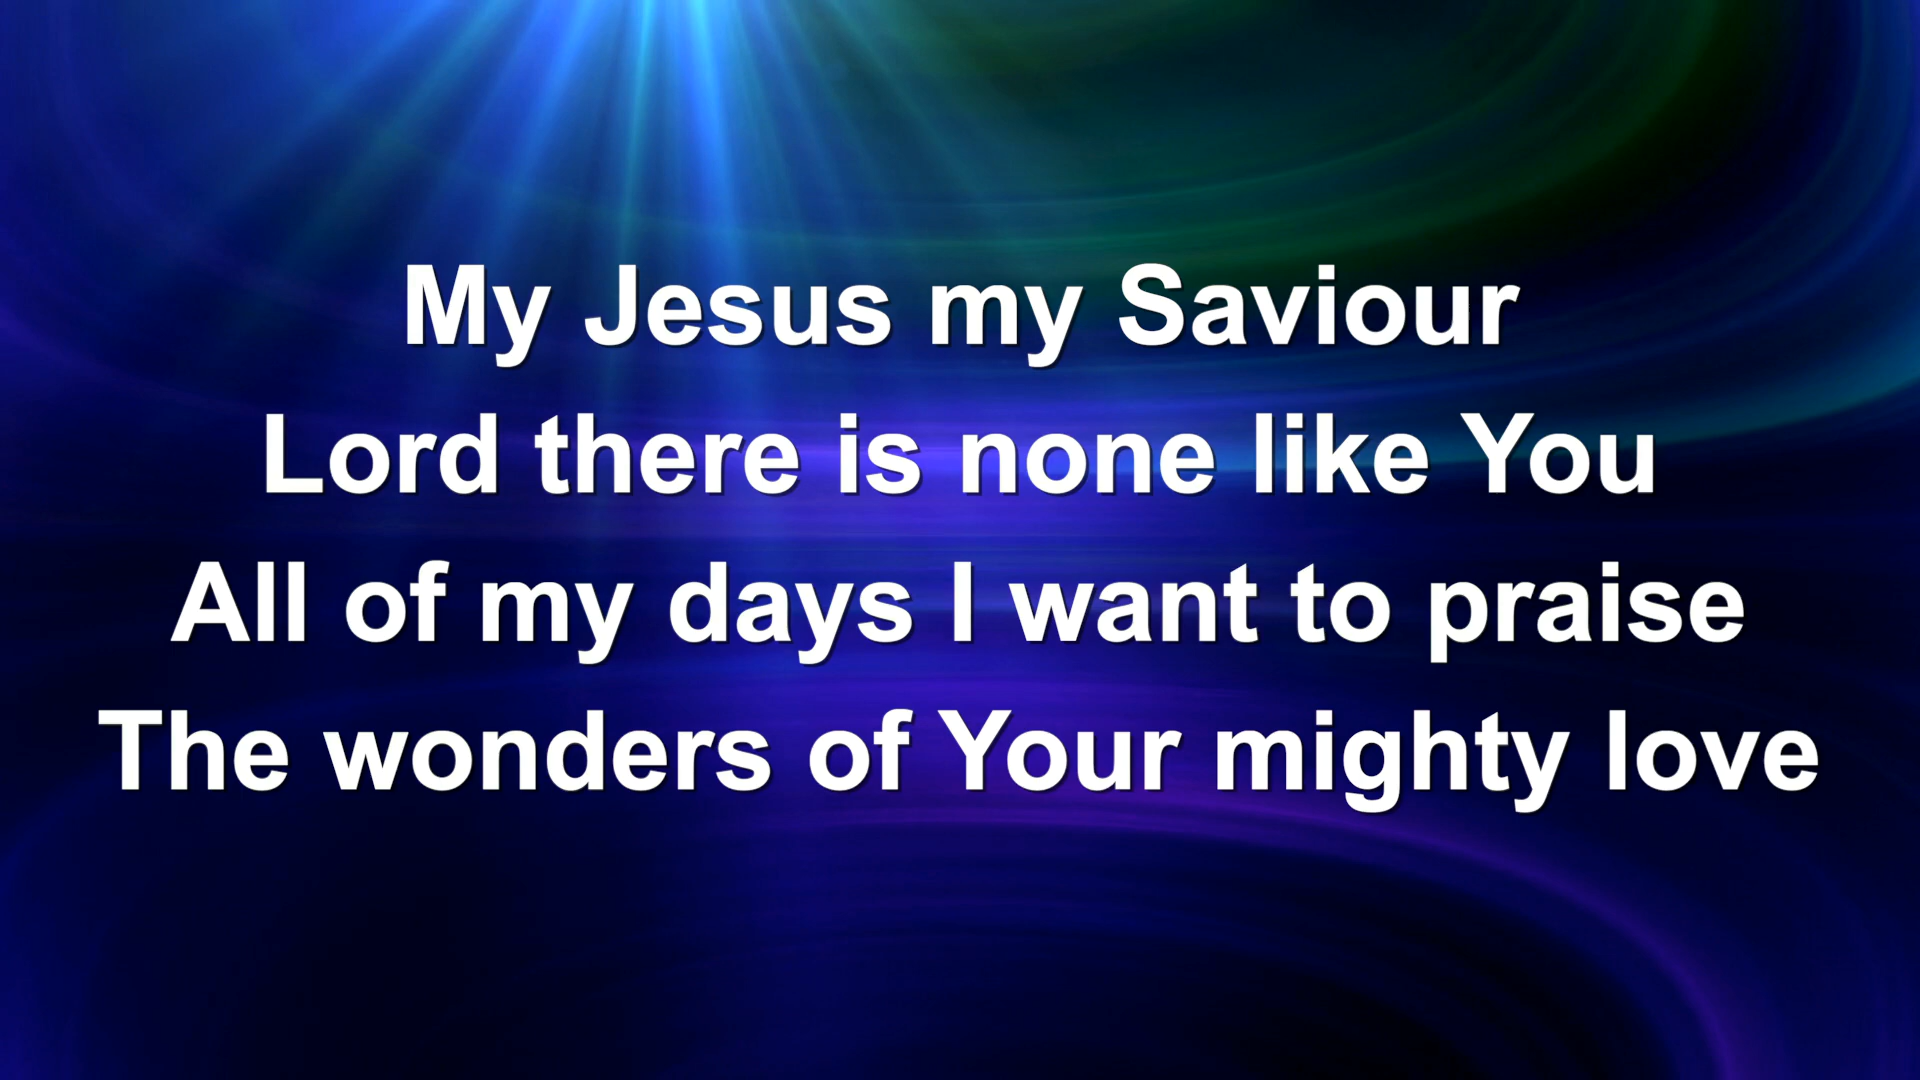 My Jesus my Saviour
Lord there is none like You
All of my days I want to praise
The wonders of Your mighty love